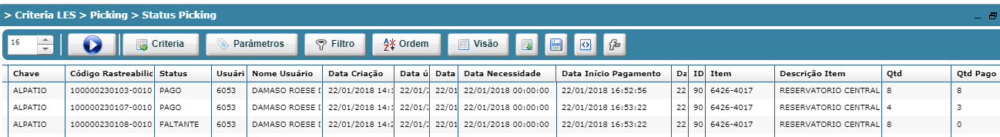 > Criteria LES > Picking > Status Picking
16 Criteria Parâmetros Filtro Ordem Visão
Chave Código Rastreabilid Status Usuári Nome Usuário Data Criação Data ú Data Data Necessidade Data Início Pagamento Da ID Item Descrição Item Qtd Qtd Pago
ALPATIO 100000230103-0010 PAGO 6053 DAMASO ROESE 22/01/2018 14: 22/01/ 22/01 22/01/2018 00:00:00 22/01/2018 16:52:56 22 90 6426-4017 RESERVATORIO CENTRAL 8 8
ALPATIO 100000230107-0010 PAGO 6053 DAMASO ROESE 22/01/2018 14: 22/01/ 22/01 22/01/2018 00:00:00 22/01/2018 16:53:22 22 90 6426-4017 RESERVATORIO CENTRAL 4 3
ALPATIO 100000230108-0010 FALTANTE 6053 DAMASO ROESE 22/01/2018 14: 22/01/ 22/01 22/01/2018 00:00:00 22/01/2018 16:53:22 22 90 6426-4017 RESERVATORIO CENTRAL 8 0